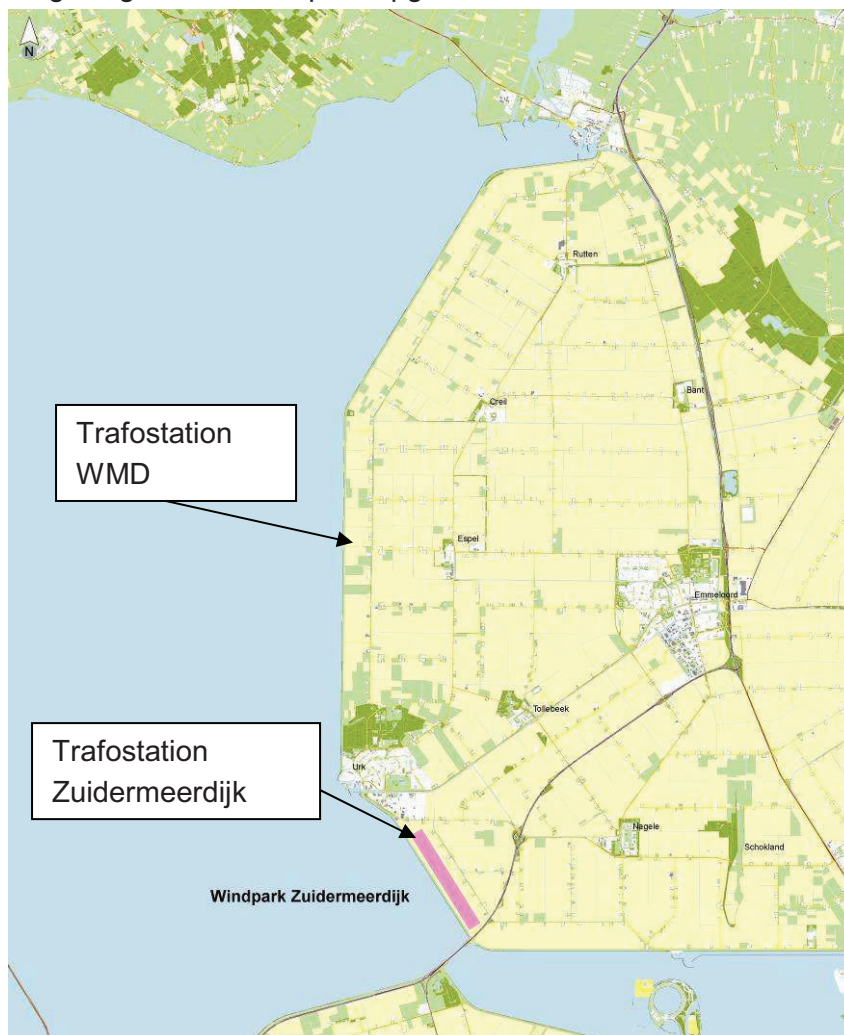 N
Rutten
Bant
Creil
Trafostation
WMD
Espel
Emmeloord
Tollebeek
Trafostation
Zuidermeerdijk
Urk
Nagele
Schokland
Windpark Zuidermeerdijk